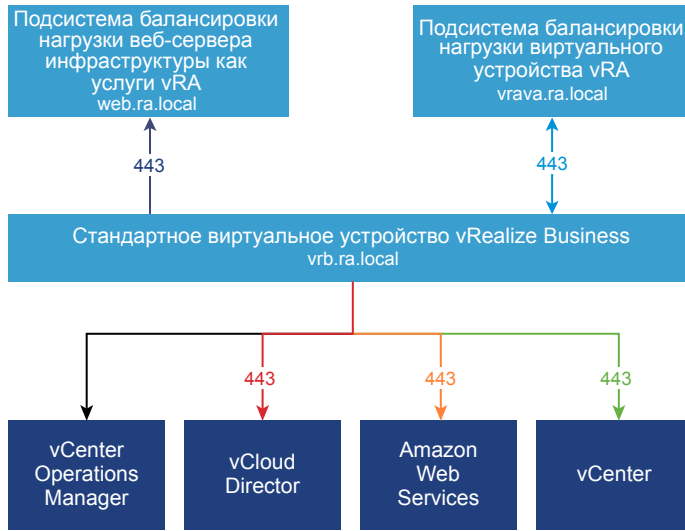 Подсистема балансировки
нагрузки веб-сервера
инфраструктуры как
услуги vRA
web.ra.local
Подсистема балансировки
нагрузки виртуального
устройства vRA
vrava.ra.local
443
443
Стандартное виртуальное устройство vRealize Business
vrb.ra.local
443
443
443
vCenter
Operations
Manager
vCloud
Director
Amazon
Web
Services
vCenter